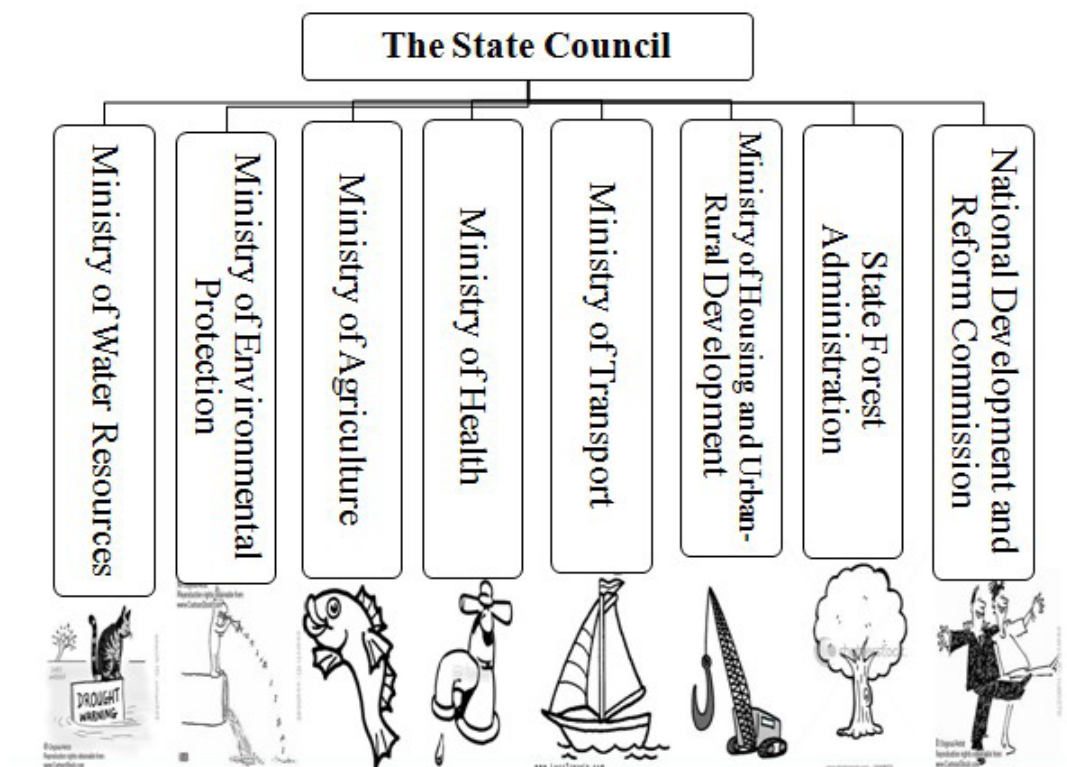 The State Council
Ministry of Water Resources
Ministry of Environmental
Protection
Ministry of Agriculture
Ministry of Health
Ministry of Transport
Ministry of Housing and Urban-
Rural Development
State Forest
Administration
National Development and
Reform Commission
DROUGHT
WARNING